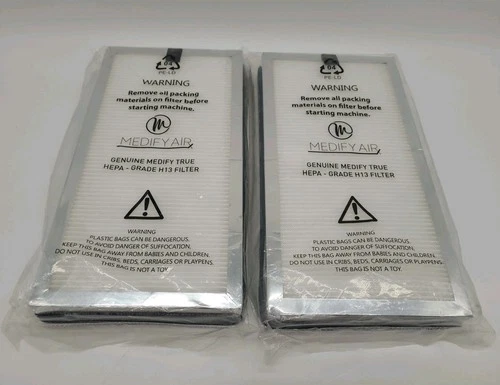 04
PE-LD
WARNING
Remove all packing
materials on filter before
starting machine.
M
MEDIFY AIR
GENUINE MEDIFY TRUE
HEPA - GRADE H13 FILTER
WARNING
PLASTIC BAGS CAN BE DANGEROUS.
TO AVOID DANGER OF SUFFOCATION,
KEEP THIS BAG AWAY FROM BABIES AND CHILDREN.
DO NOT USE IN CRIBS, BEDS, CARRIAGES OR PLAYPENS.
THIS BAG IS NOT A TOY.
04
PE-LD
WARNING
Remove all packing
materials on filter before
starting machine.
M
MEDIFY AIR
GENUINE MEDIFY TRUE
HEPA - GRADE H13 FILTER
WARNING
PLASTIC BAGS CAN BE DANGEROUS.
TO AVOID DANGER OF SUFFOCATION,
KEEP THIS BAG AWAY FROM BABIES AND CHILDREN.
DO NOT USE IN CRIBS, BEDS, CARRIAGES OR PLAYPENS.
THIS BAG IS NOT A TOY